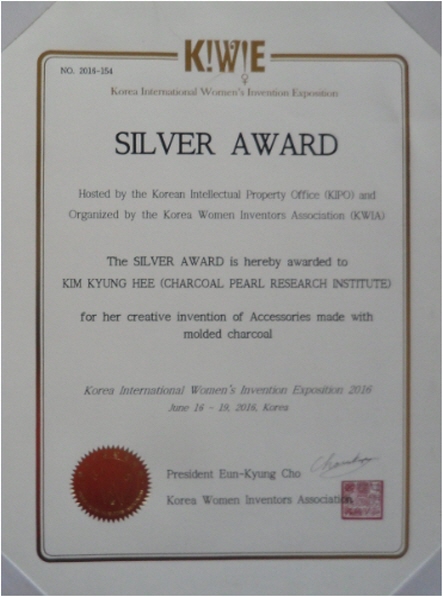 K!W!E
NO. 2016-154
Korea International Women's Invention Exposition
SILVER AWARD
Hosted by the Korean Intellectual Property Office (KIPO) and
Organized by the Korea Women Inventors Association (KWIA)
The SILVER AWARD is hereby awarded to
KIM KYUNG HEE (CHARCOAL PEARL RESEARCH INSTITUTE)
for her creative invention of Accessories made with
molded charcoal
Korea International Women's Invention Exposition 2016
June 16 - 19, 2016, Korea
President Eun-Kyung Cho
Korea Women Inventors Association